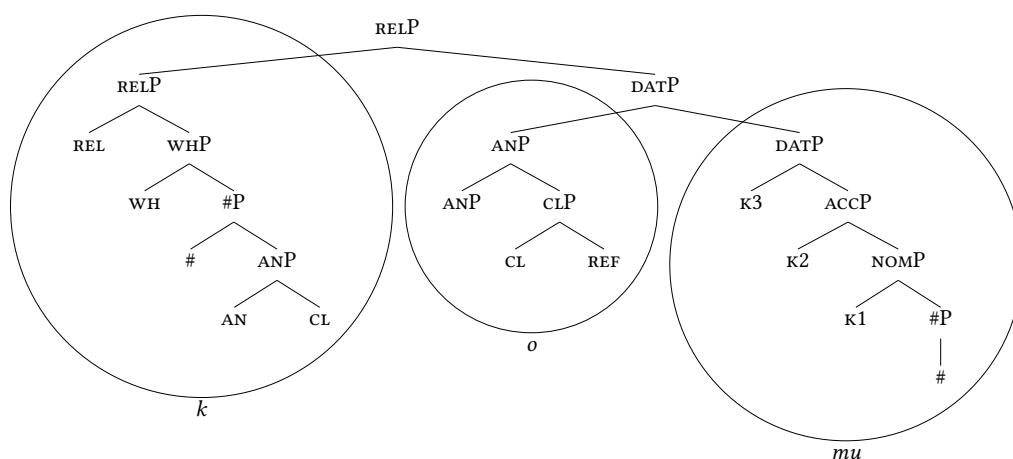 RELP
RELP DATP
REL WHP ANP DATP
WH #P ANP CLP K3 ACCP
# ANP CL REF K2 NOMP
AN CL K1 #P
o
#
k
mu